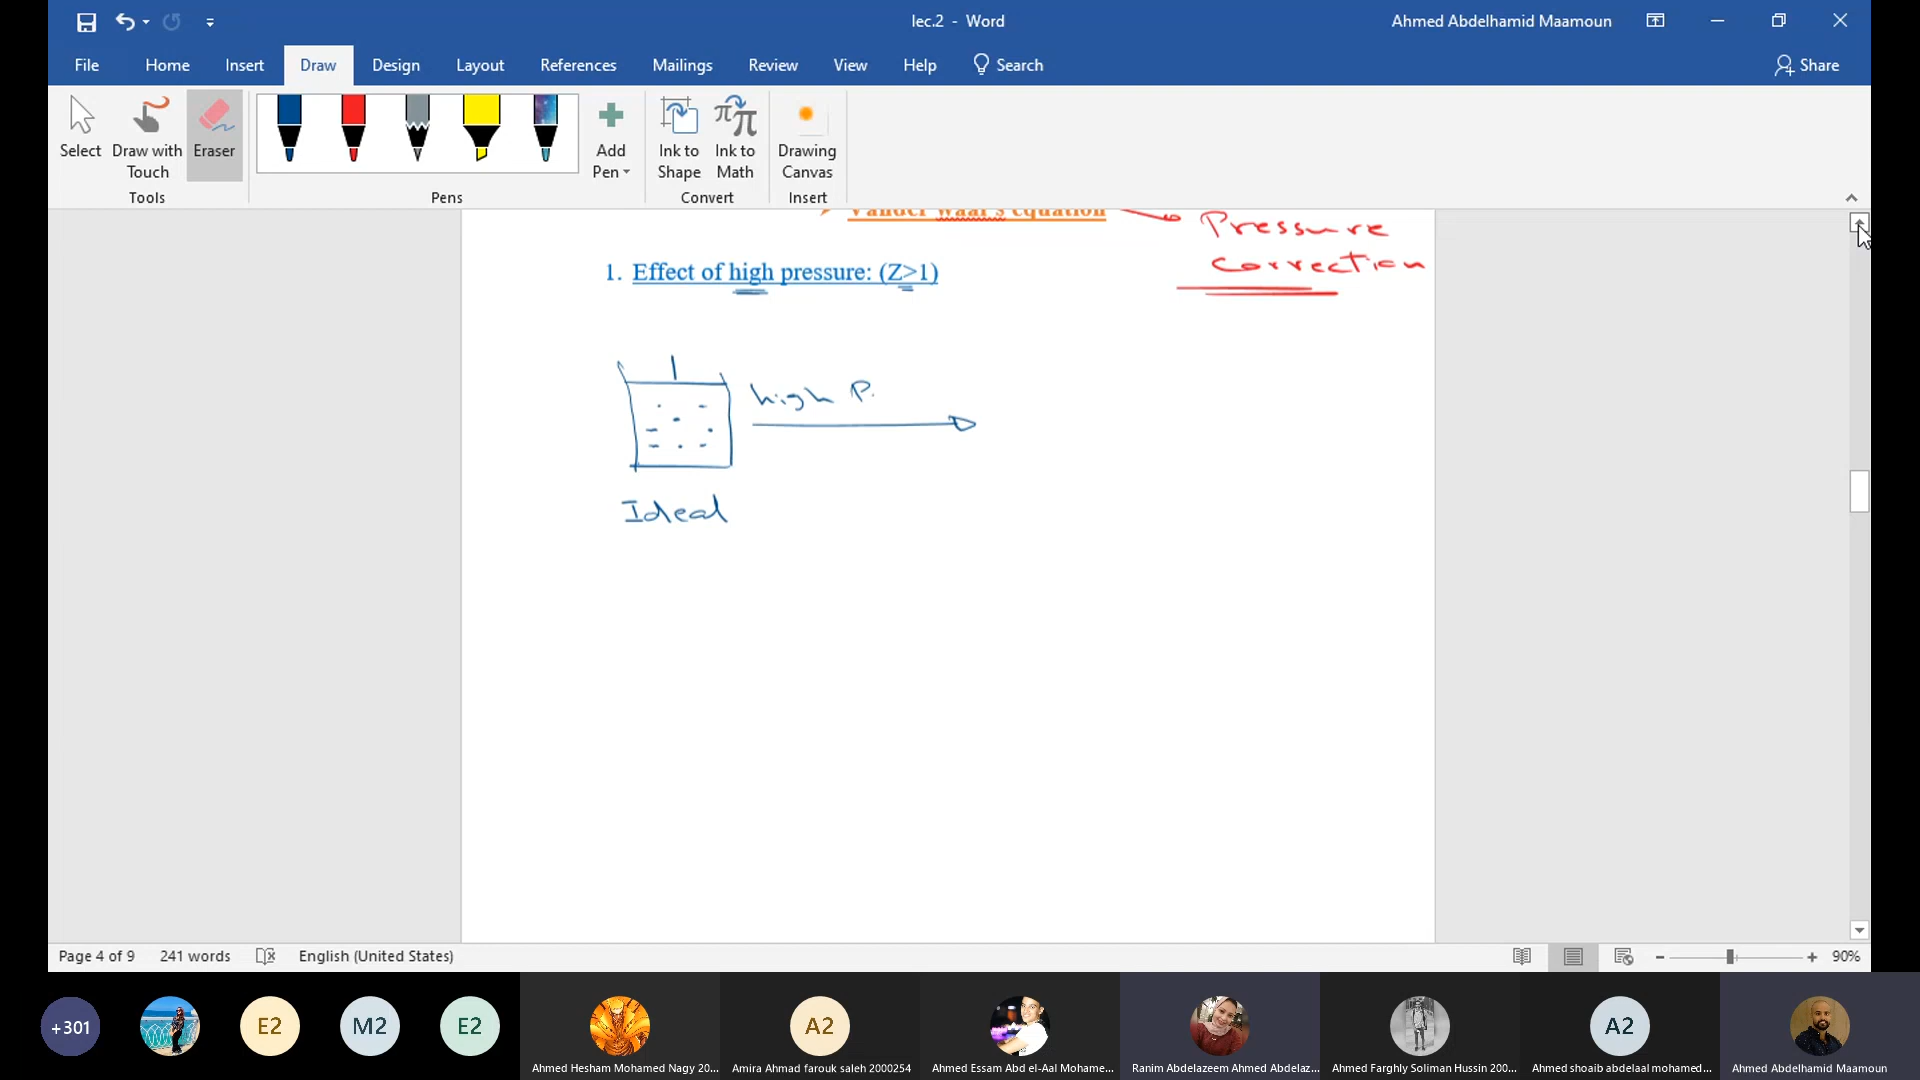 lec.2 - Word
Ahmed Abdelhamid Maamoun
File Home Insert Draw Design Layout References Mailings Review View Help Search Share
Select
Draw with Touch
Eraser
Add Pen
Ink to Shape
Ink to Math
Drawing Canvas
Tools Pens Convert Insert
Vander Waal's equation
Pressure
correction
1. Effect of high pressure: (Z>1)
high P.
Ideal
Page 4 of 9 241 words English (United States) 90%
+301 E2 M2 E2 A2 A2
Ahmed Hesham Mohamed Nagy 20...
Amira Ahmad farouk saleh 2000254
Ahmed Essam Abd el-Aal Mohame...
Ranim Abdelazeem Ahmed Abdelaz...
Ahmed Farghly Soliman Hussin 200...
Ahmed shoaib abdelaal mohamed...
Ahmed Abdelhamid Maamoun